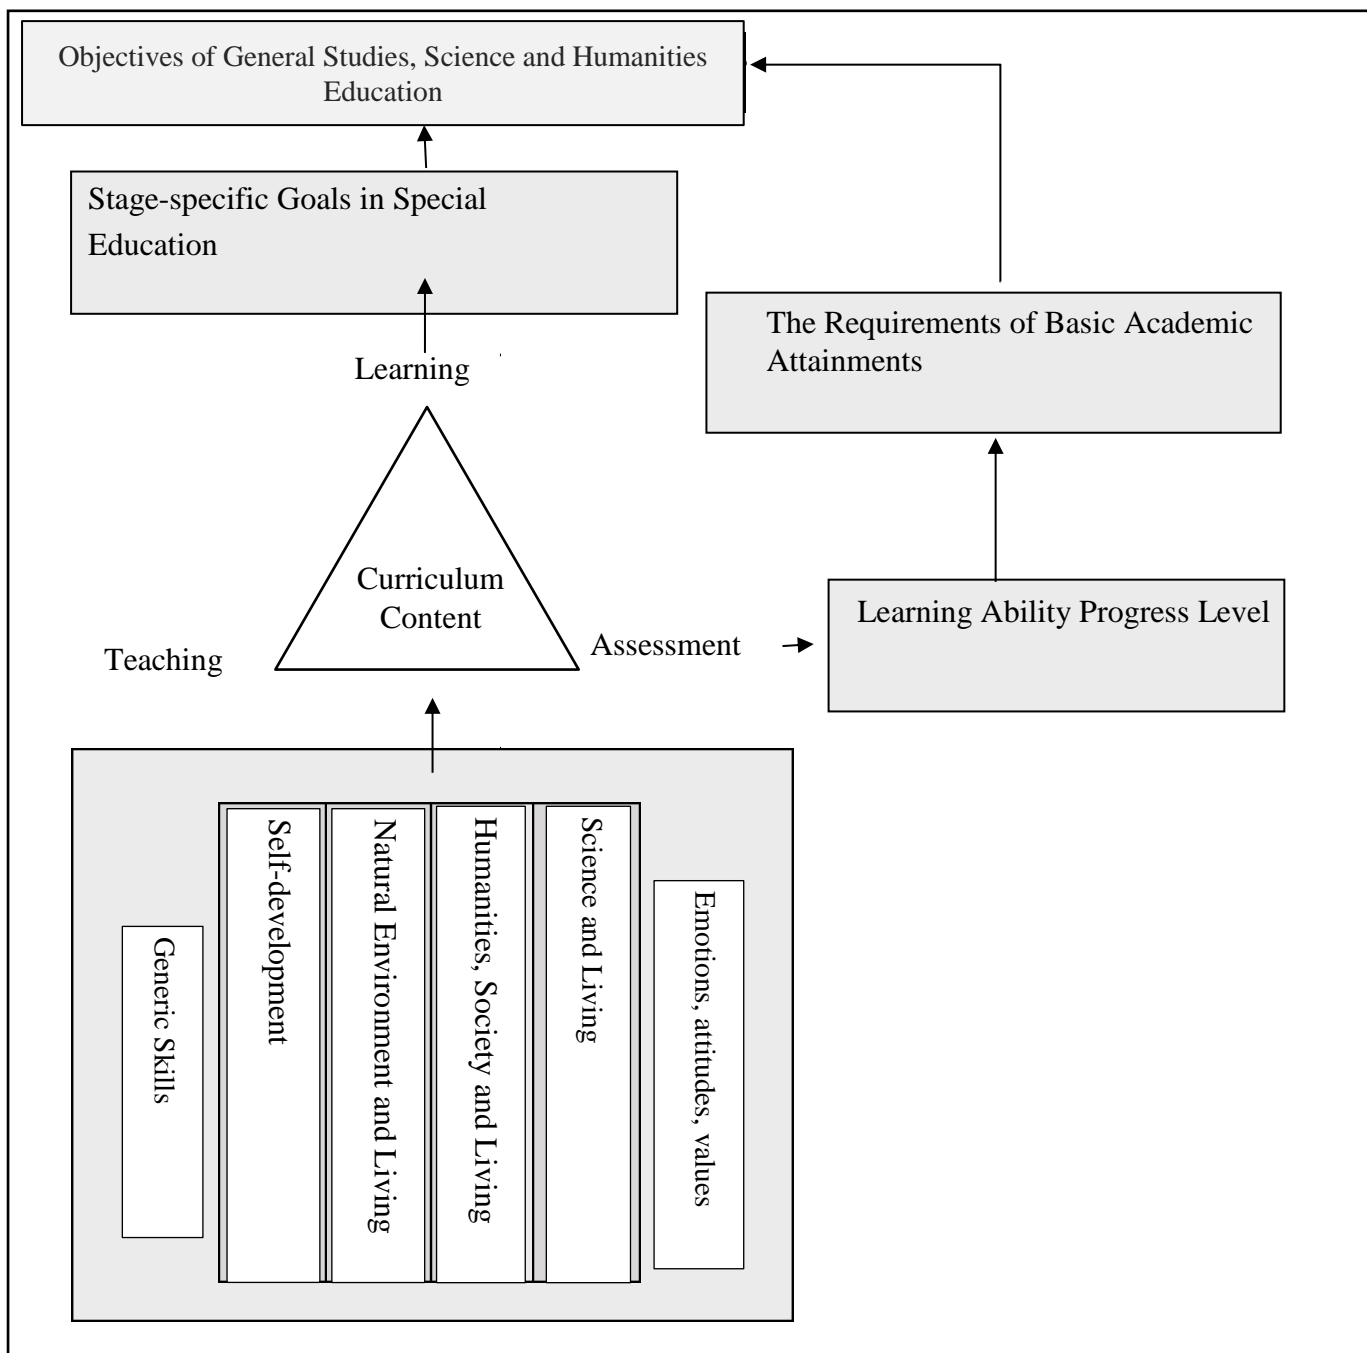 Objectives of General Studies, Science and Humanities
Education
Stage-specific Goals in Special
Education
The Requirements of Basic Academic
Attainments
Learning
Curriculum
Content
Teaching
Assessment
Learning Ability Progress Level
Generic Skills
Self-development
Natural Environment and Living
Humanities, Society and Living
Science and Living
Emotions, attitudes, values